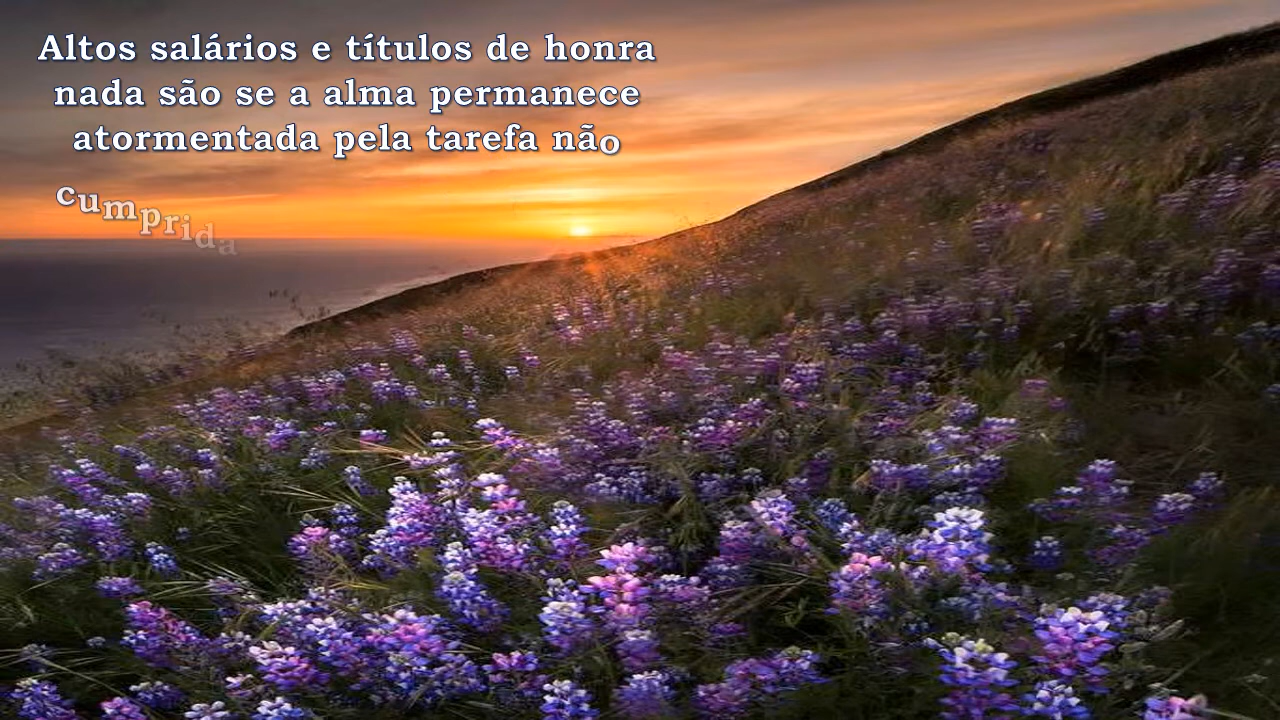 Altos salários e títulos de honra
nada são se a alma permanece
atormentada pela tarefa não
cumprida